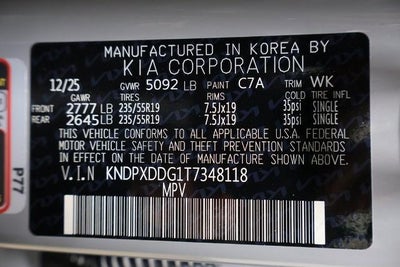 MANUFACTURED IN KOREA BY
KIA CORPORATION
12/25 GVWR 5092 LB PAINT C7A TRIM WK
GAWR TIRES RIMS COLD TIRE INFL
FRONT 2777 LB 235/55R19 7.5Jx19 35psi SINGLE
REAR 2645 LB 235/55R19 7.5Jx19 35psi SINGLE
THIS VEHICLE CONFORMS TO ALL APPLICABLE U.S.A. FEDERAL
MOTOR VEHICLE SAFETY AND THEFT PREVENTION STANDARDS
IN EFFECT ON THE DATE OF MANUFACTURE SHOWN ABOVE.
V.I.N KNDPXDDG1T7348118
MPV
P77